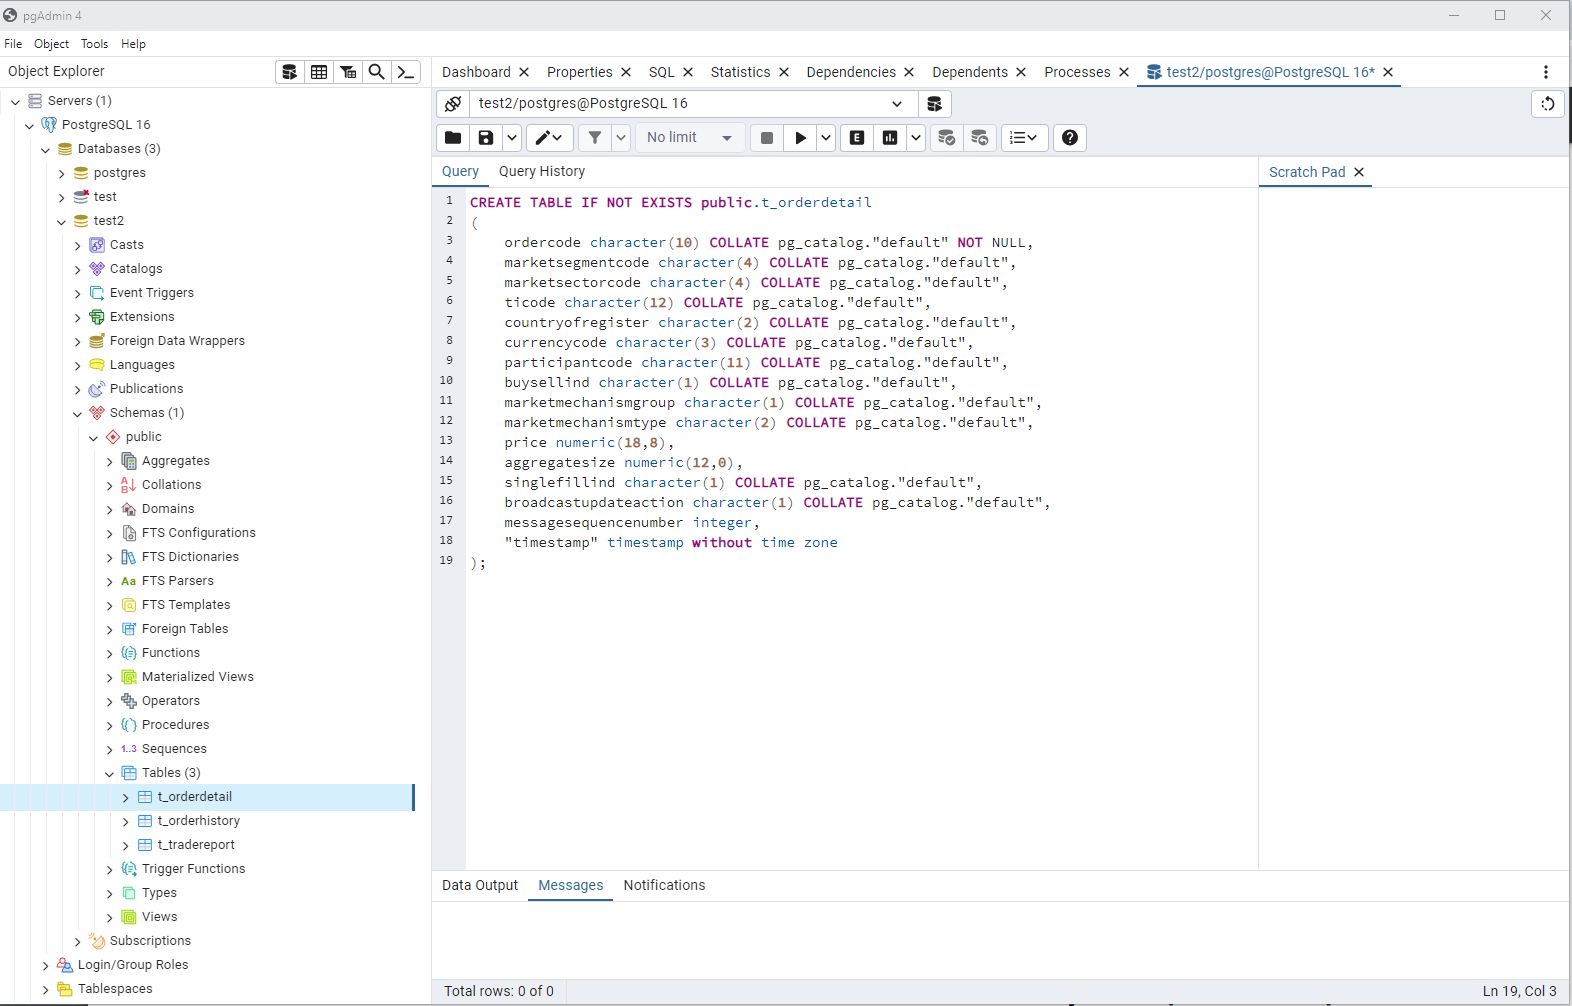 pgAdmin 4
File Object Tools Help
Object Explorer
Servers (1)
PostgreSQL 16
Databases (3)
postgres
test
test2
Casts
Catalogs
Event Triggers
Extensions
Foreign Data Wrappers
Languages
Publications
Schemas (1)
public
Aggregates
Collations
Domains
FTS Configurations
FTS Dictionaries
Aa FTS Parsers
FTS Templates
Foreign Tables
Functions
Materialized Views
Operators
Procedures
1..3 Sequences
Tables (3)
t_orderdetail
t_orderhistory
t_tradereport
Trigger Functions
Types
Views
Subscriptions
Login/Group Roles
Tablespaces
Dashboard Properties SQL Statistics Dependencies Dependents Processes test2/postgres@PostgreSQL 16*
test2/postgres@PostgreSQL 16
No limit E
Query Query History
1 CREATE TABLE IF NOT EXISTS public.t_orderdetail
2 (
3 ordercode character(10) COLLATE pg_catalog."default" NOT NULL,
4 marketsegmentcode character(4) COLLATE pg_catalog."default",
5 marketsectorcode character(4) COLLATE pg_catalog."default",
6 ticode character(12) COLLATE pg_catalog."default",
7 countryofregister character(2) COLLATE pg_catalog."default",
8 currencycode character(3) COLLATE pg_catalog."default",
9 participantcode character(11) COLLATE pg_catalog."default",
10 buysellind character(1) COLLATE pg_catalog."default",
11 marketmechanismgroup character(1) COLLATE pg_catalog."default",
12 marketmechanismtype character(2) COLLATE pg_catalog."default",
13 price numeric(18,8),
14 aggregatesize numeric(12,0),
15 singlefillind character(1) COLLATE pg_catalog."default",
16 broadcastupdateaction character(1) COLLATE pg_catalog."default",
17 messagesequencenumber integer,
18 "timestamp" timestamp without time zone
19 );
Scratch Pad
Data Output Messages Notifications
Total rows: 0 of 0
Ln 19, Col 3